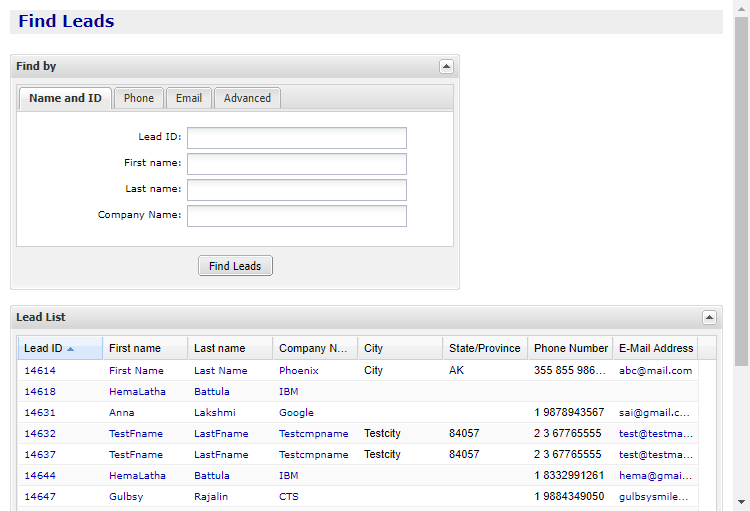 Find Leads
Find by
Name and ID Phone Email Advanced
Lead ID:
First name:
Last name:
Company Name:
Find Leads
Lead List
Lead ID First name Last name Company N... City State/Province Phone Number E-Mail Address
14614 First Name Last Name Phoenix City AK 355 855 986... abc@mail.com
14618 HemaLatha Battula IBM
14631 Anna Lakshmi Google 1 9878943567 sai@gmail.c...
14632 TestFname LastFname Testcmpname Testcity 84057 2 3 67765555 test@testma...
14637 TestFname LastFname Testcmpname Testcity 84057 2 3 67765555 test@testma...
14644 HemaLatha Battula IBM 1 8332991261 hema@gmai...
14647 Gulbsy Rajalin CTS 1 9884349050 gulbsysmile...